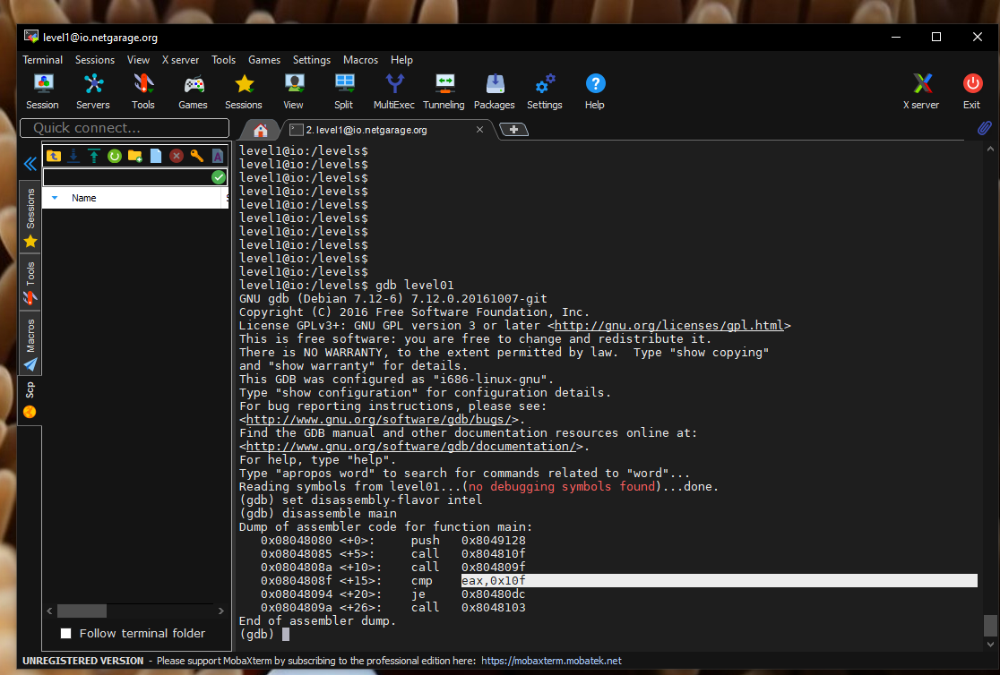 level1@io.netgarage.org
Terminal Sessions View X server Tools Games Settings Macros Help
Session Servers Tools Games Sessions View Split MultiExec Tunneling Packages Settings Help X server Exit
Quick connect...
2. level1@io.netgarage.org
Name
Sessions
Tools
Macros
Scp
level1@io:/levels$
level1@io:/levels$
level1@io:/levels$
level1@io:/levels$
level1@io:/levels$
level1@io:/levels$
level1@io:/levels$
level1@io:/levels$
level1@io:/levels$
level1@io:/levels$
level1@io:/levels$ gdb level01
GNU gdb (Debian 7.12-6) 7.12.0.20161007-git
Copyright (C) 2016 Free Software Foundation, Inc.
License GPLv3+: GNU GPL version 3 or later <http://gnu.org/licenses/gpl.html>
This is free software: you are free to change and redistribute it.
There is NO WARRANTY, to the extent permitted by law.  Type "show copying"
and "show warranty" for details.
This GDB was configured as "i686-linux-gnu".
Type "show configuration" for configuration details.
For bug reporting instructions, please see:
<http://www.gnu.org/software/gdb/bugs/>.
Find the GDB manual and other documentation resources online at:
<http://www.gnu.org/software/gdb/documentation/>.
For help, type "help".
Type "apropos word" to search for commands related to "word"...
Reading symbols from level01...(no debugging symbols found)...done.
(gdb) set disassembly-flavor intel
(gdb) disassemble main
Dump of assembler code for function main:
   0x08048080 <+0>:     push   0x8049128
   0x08048085 <+5>:     call   0x804810f
   0x0804808a <+10>:    call   0x804809f
   0x0804808f <+15>:    cmp    eax,0x10f
   0x08048094 <+20>:    je     0x80480dc
   0x0804809a <+26>:    call   0x8048103
End of assembler dump.
(gdb)
Follow terminal folder
UNREGISTERED VERSION - Please support MobaXterm by subscribing to the professional edition here: https://mobaxterm.mobatek.net